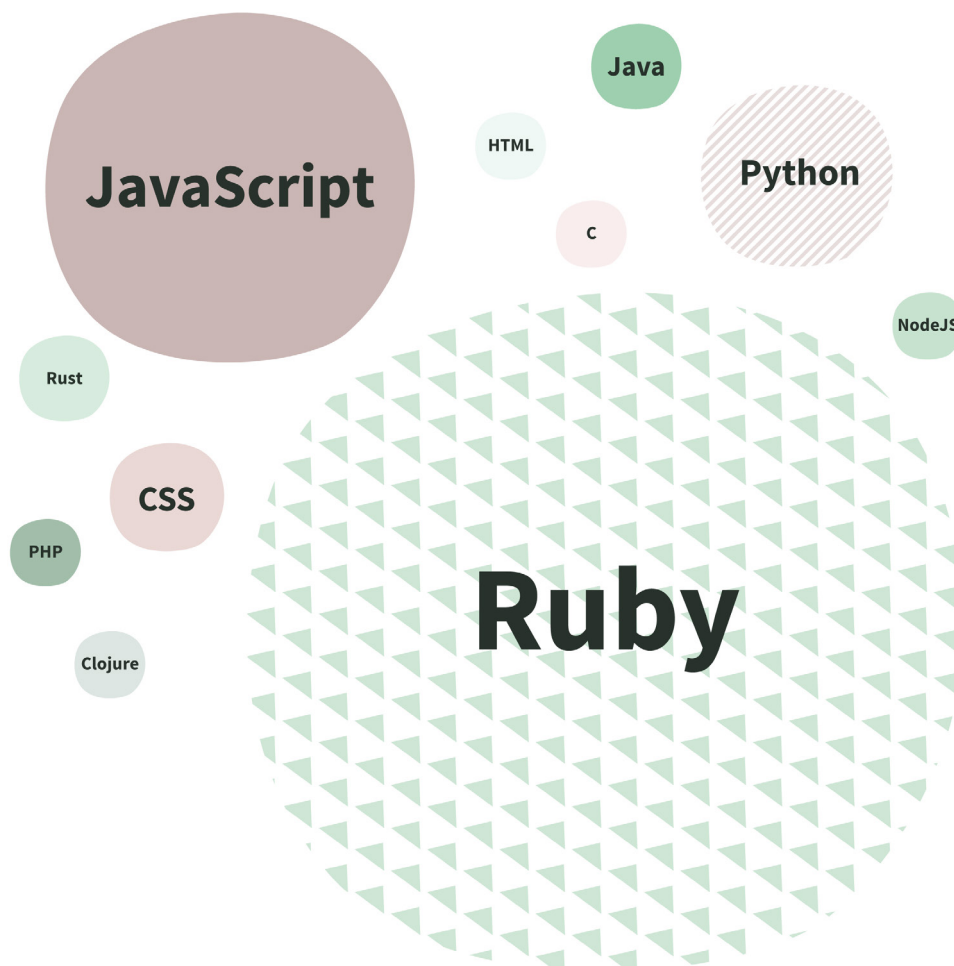 Java
HTML
Python
JavaScript
C
NodeJS
Rust
CSS
PHP
Ruby
Clojure